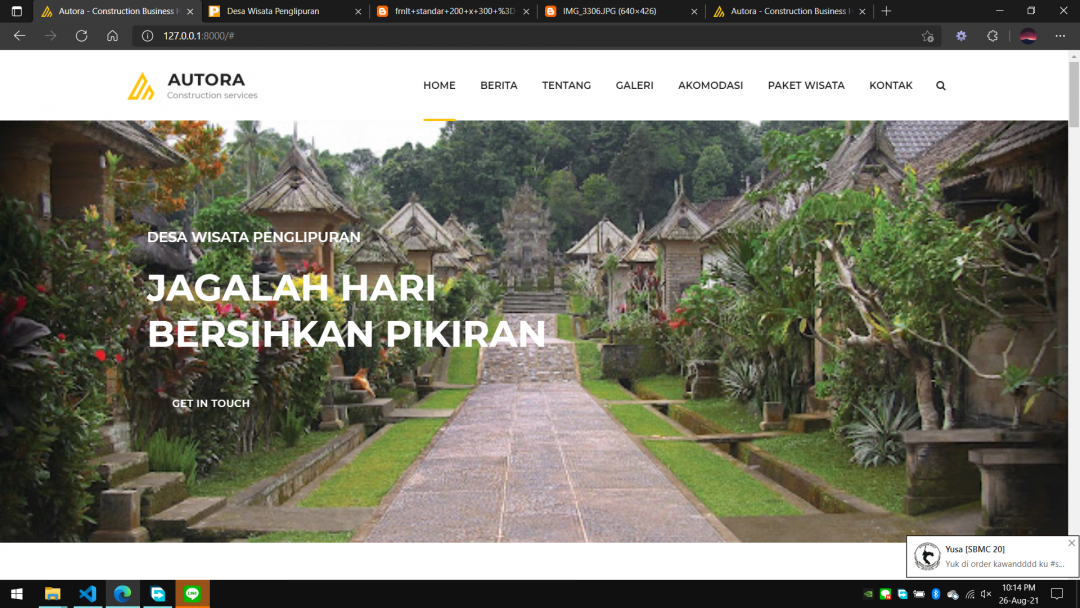 Autora - Construction Business H
Desa Wisata Penglipuran
frnlt+standar+200+x+300+%3D
IMG_3306.JPG (640×426)
Autora - Construction Business H
127.0.0.1:8000/#
AUTORA
Construction services
HOME
BERITA
TENTANG
GALERI
AKOMODASI
PAKET WISATA
KONTAK
DESA WISATA PENGLIPURAN
JAGALAH HARI
BERSIHKAN PIKIRAN
GET IN TOUCH
Yusa [SBMC 20]
Yuk di order kawandddd ku #s...
LINE
10:14 PM
26-Aug-21